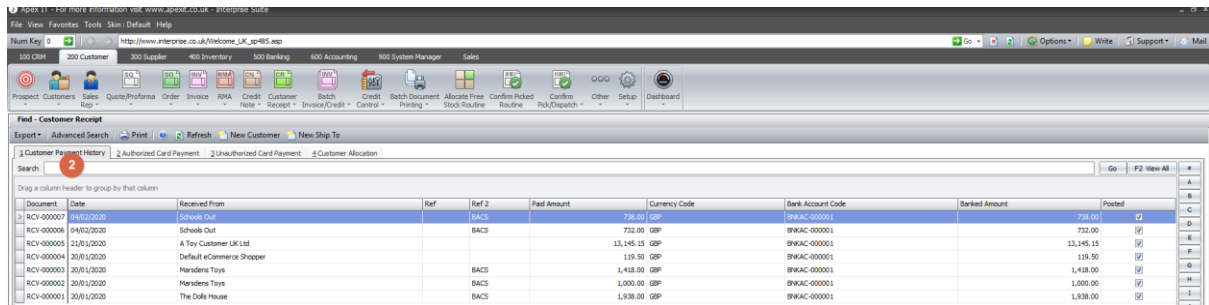 Apex IT - For more information visit www.apexit.co.uk - Interprise Suite
File View Favorites Tools Skin : Default Help
Num Key 0 http://www.interprise.co.uk/Welcome_UK_sp485.asp Go Options Write Support Mail
100 CRM 200 Customer 300 Supplier 400 Inventory 500 Banking 600 Accounting 900 System Manager Sales
SO SO INV RMA CN CR INV
Prospect Customers Sales Rep Quote/Proforma Order Invoice RMA Credit Note Customer Receipt Batch Invoice/Credit Credit Control Batch Document Printing Allocate Free Stock Routine Confirm Picked Routine Confirm Pick/Dispatch Other Setup Dashboard
Find - Customer Receipt
Export Advanced Search Print Refresh New Customer New Ship To
1 Customer Payment History 2 Authorized Card Payment 3 Unauthorized Card Payment 4 Customer Allocation
2
Search Go F2 View All #
Drag a column header to group by that column A
B
Document Date Received From Ref Ref 2 Paid Amount Currency Code Bank Account Code Banked Amount Posted
RCV-000007 04/02/2020 Schools Out BACS 738.00 GBP BNKAC-000001 738.00 C
RCV-000006 04/02/2020 Schools Out BACS 732.00 GBP BNKAC-000001 732.00 D
RCV-000005 21/01/2020 A Toy Customer UK Ltd 13,145.15 GBP BNKAC-000001 13,145.15 E
RCV-000004 20/01/2020 Default eCommerce Shopper 119.50 GBP BNKAC-000001 119.50 F
RCV-000003 20/01/2020 Marsdens Toys BACS 1,418.00 GBP BNKAC-000001 1,418.00 G
RCV-000002 20/01/2020 Marsdens Toys BACS 1,000.00 GBP BNKAC-000001 1,000.00 H
RCV-000001 20/01/2020 The Dolls House BACS 1,938.00 GBP BNKAC-000001 1,938.00 I